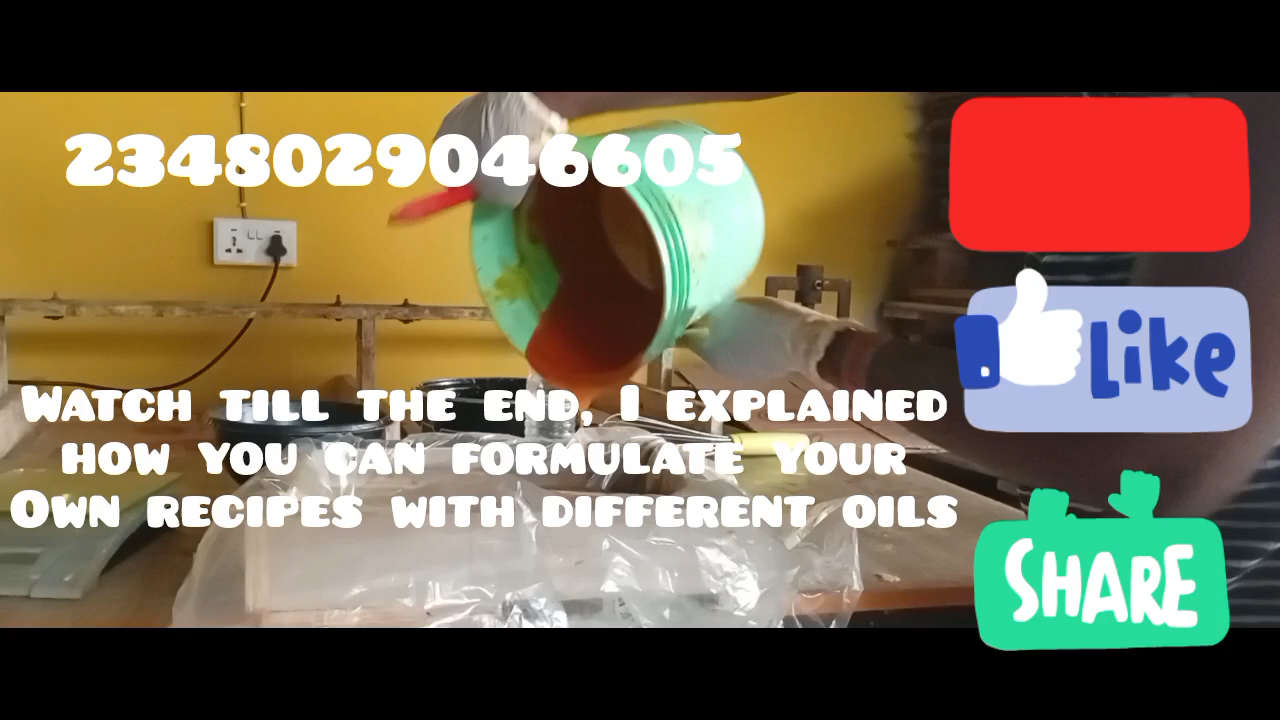 2348029046605
Watch till the end, I explained
how you can formulate your
Own recipes with different oils
Like
Share